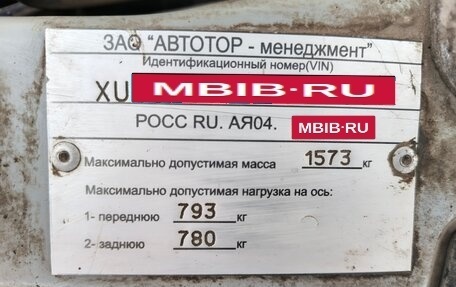 ЗАО "АВТОТОР - менеджмент"
Идентификационный номер(VIN)
XU MBIB·RU
РОСС RU. АЯ04. MBIB·RU
Максимально допустимая масса 1573 кг
Максимально допустимая нагрузка на ось:
1- переднюю 793 кг
2- заднюю 780 кг